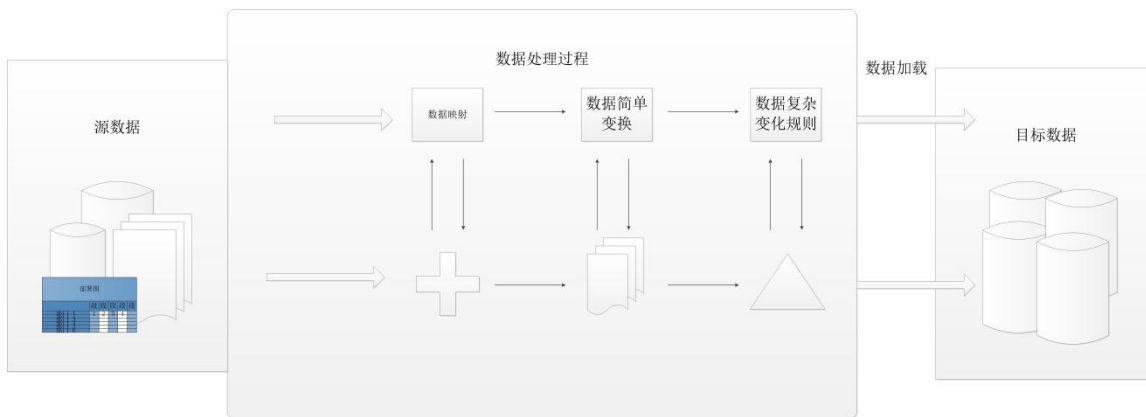 数据处理过程
数据加载
源数据
数据映射
数据简单
变换
数据复杂
变化规则
目标数据